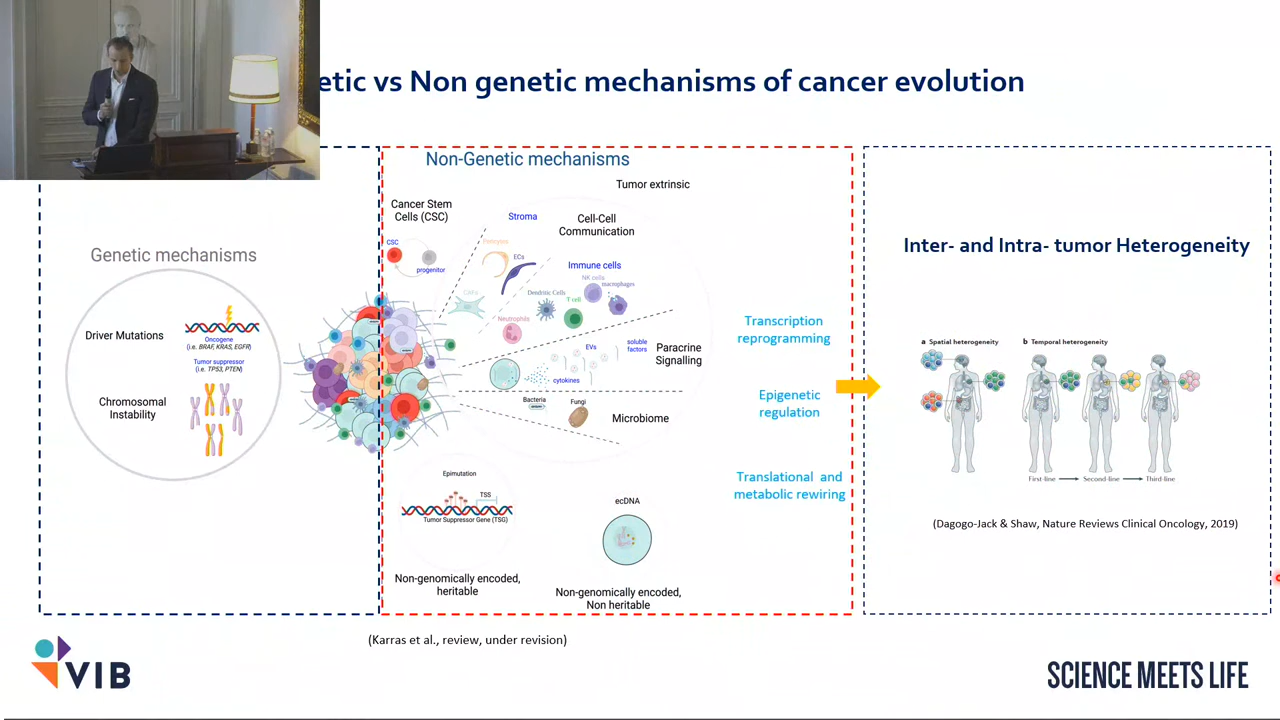 etic vs Non genetic mechanisms of cancer evolution
Genetic mechanisms
Driver Mutations
Oncogene
(i.e. BRAF, KRAS, EGFR)
Tumor suppressor
(i.e. TP53, PTEN)
Chromosomal
Instability
Non-Genetic mechanisms
Tumor extrinsic
Cancer Stem
Cells (CSC)
CSC
progenitor
Stroma
Pericytes
ECs
CAFs
Cell-Cell
Communication
Immune cells
NK cells
macrophages
Dendritic Cells
T cell
Neutrophils
EVs
soluble
factors
cytokines
Paracrine
Signalling
Bacteria
Fungi
Microbiome
Epimutation
TSS
Tumor Suppressor Gene (TSG)
ecDNA
Non-genomically encoded,
heritable
Non-genomically encoded,
Non heritable
Transcription
reprogramming
Epigenetic
regulation
Translational and
metabolic rewiring
Inter- and Intra- tumor Heterogeneity
a Spatial heterogeneity
b Temporal heterogeneity
First-line
Second-line
Third-line
(Dagogo-Jack & Shaw, Nature Reviews Clinical Oncology, 2019)
(Karras et al., review, under revision)
VIB
SCIENCE MEETS LIFE